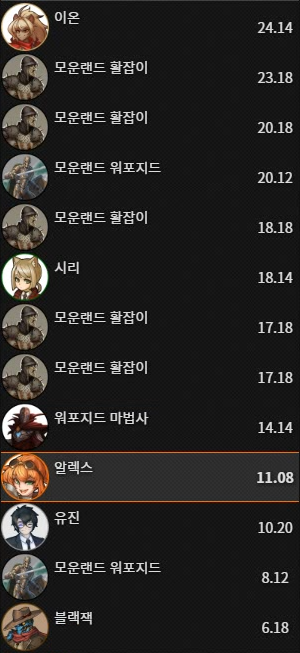 이온
24.14
모운랜드 활잡이
23.18
모운랜드 활잡이
20.18
모운랜드 워포지드
20.12
모운랜드 활잡이
18.18
시리
18.14
모운랜드 활잡이
17.18
모운랜드 활잡이
17.18
워포지드 마법사
14.14
알렉스
11.08
유진
10.20
모운랜드 워포지드
8.12
블랙잭
6.18